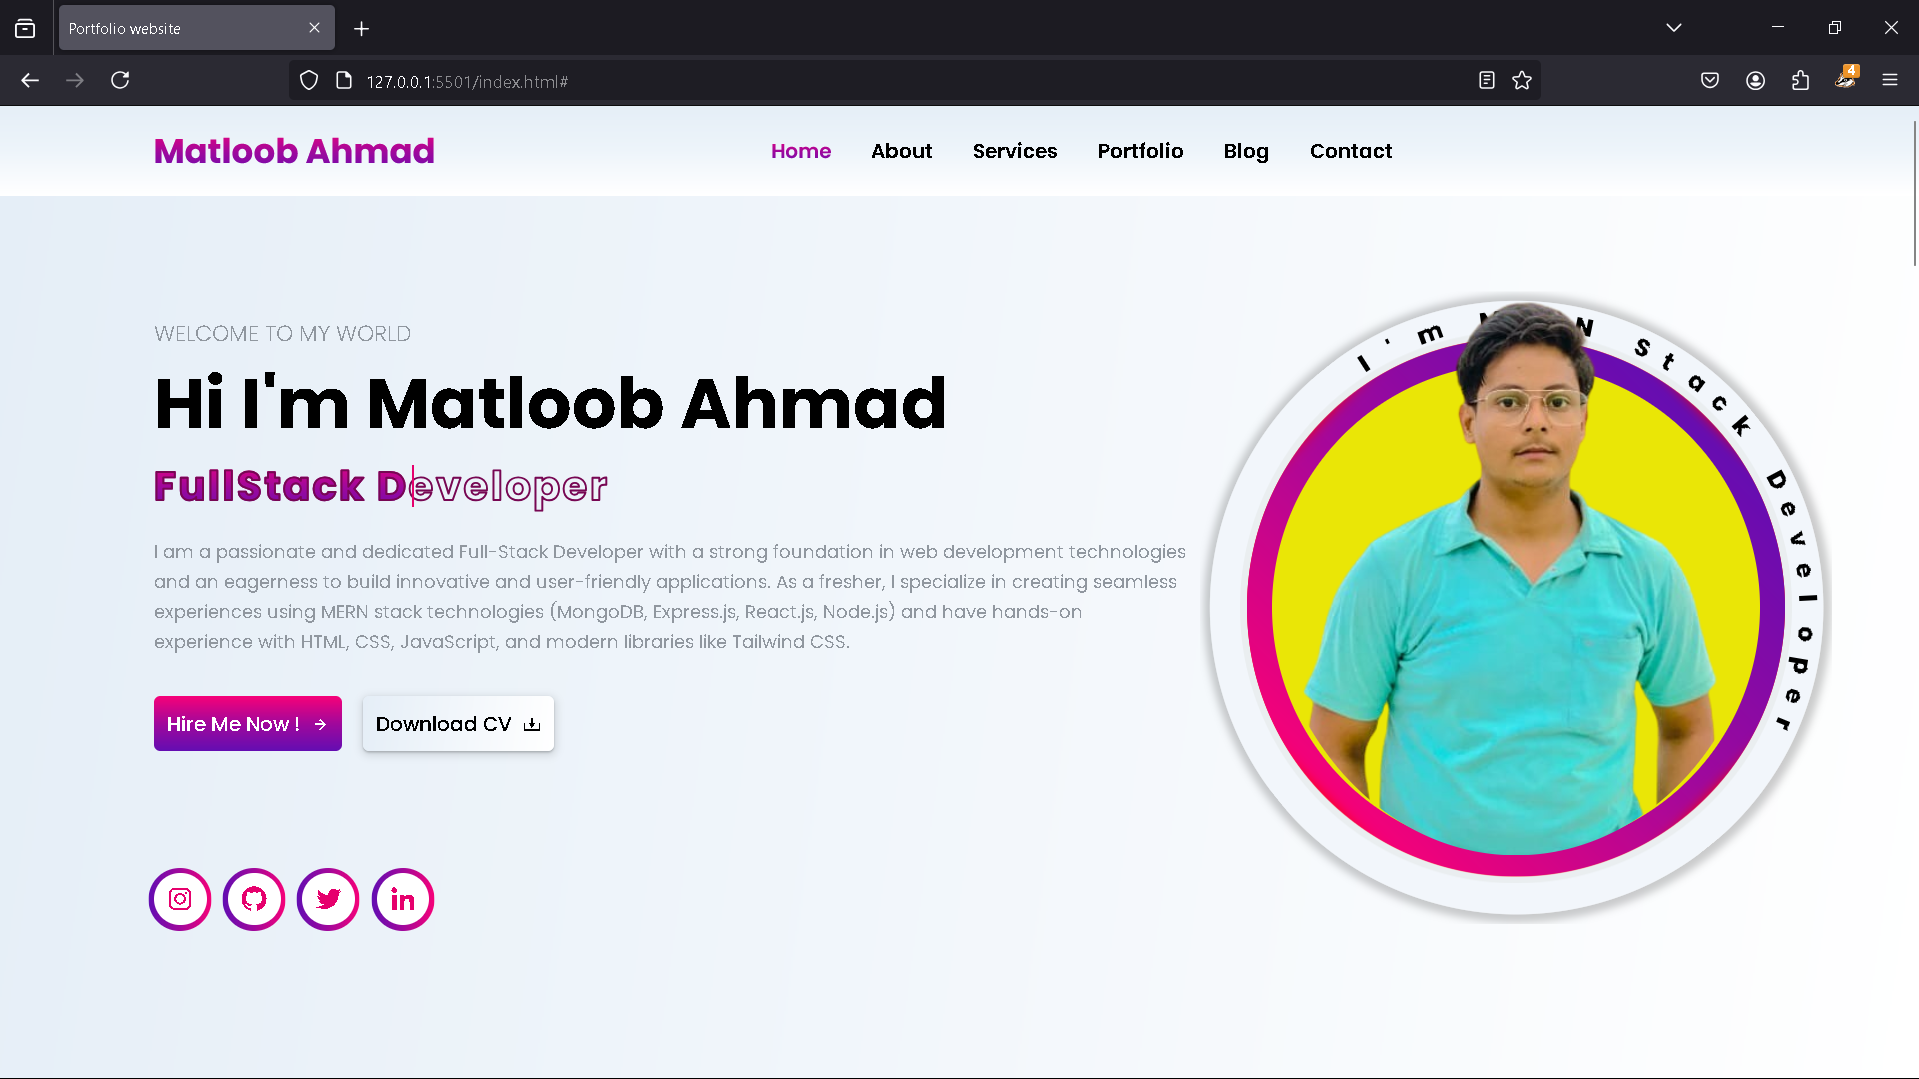 Portfolio website
127.0.0.1:5501/index.html#
4
Matloob Ahmad
Home About Services Portfolio Blog Contact
WELCOME TO MY WORLD
Hi I'm Matloob Ahmad
FullStack Developer
I am a passionate and dedicated Full-Stack Developer with a strong foundation in web development technologies
and an eagerness to build innovative and user-friendly applications. As a fresher, I specialize in creating seamless
experiences using MERN stack technologies (MongoDB, Express.js, React.js, Node.js) and have hands-on
experience with HTML, CSS, JavaScript, and modern libraries like Tailwind CSS.
Hire Me Now !
Download CV
I'm Stack Developer